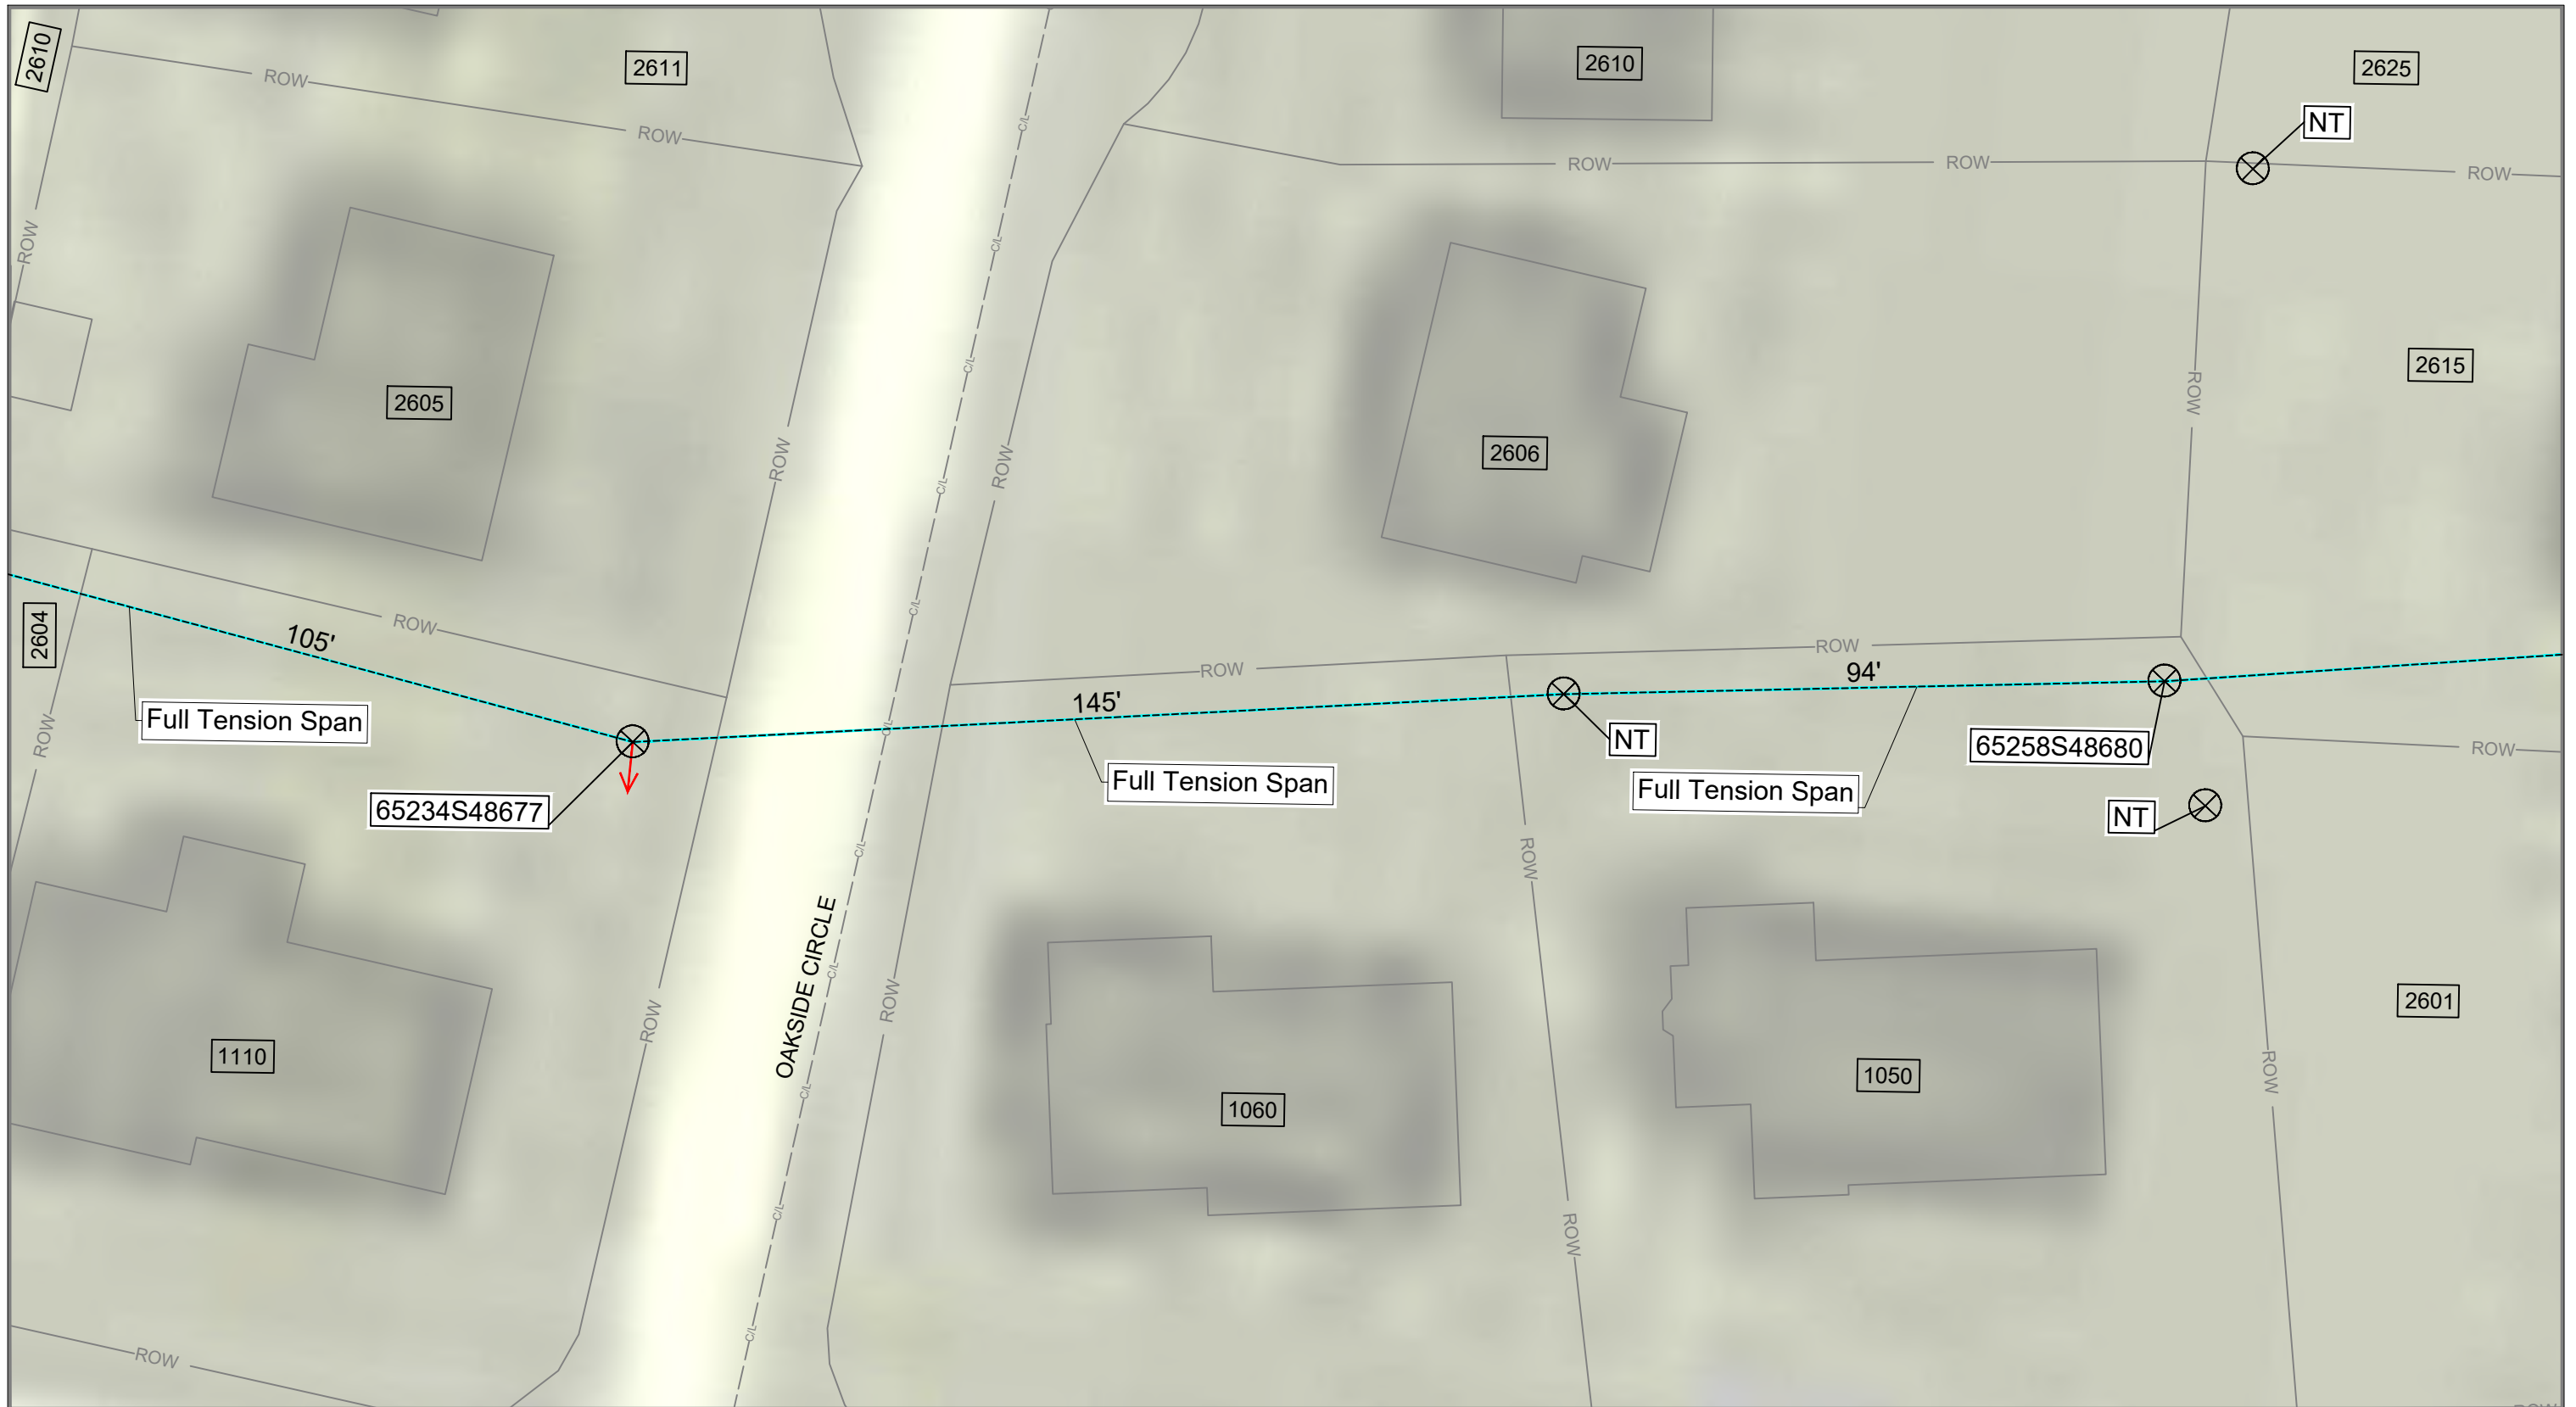 2610
2611
2610
2625
ROW
ROW
NT
ROW
ROW
ROW
C/L
C/L
C/L
C/L
C/L
C/L
C/L
C/L
C/L
C/L
C/L
ROW
2605
2606
2615
ROW
ROW
ROW
2604
105'
ROW
Full Tension Span
ROW
ROW
145'
Full Tension Span
65234S48677
NT
ROW
94'
Full Tension Span
65258S48680
ROW
NT
ROW
OAKSIDE CIRCLE
ROW
ROW
1110
1060
1050
2601
ROW
ROW
ROW